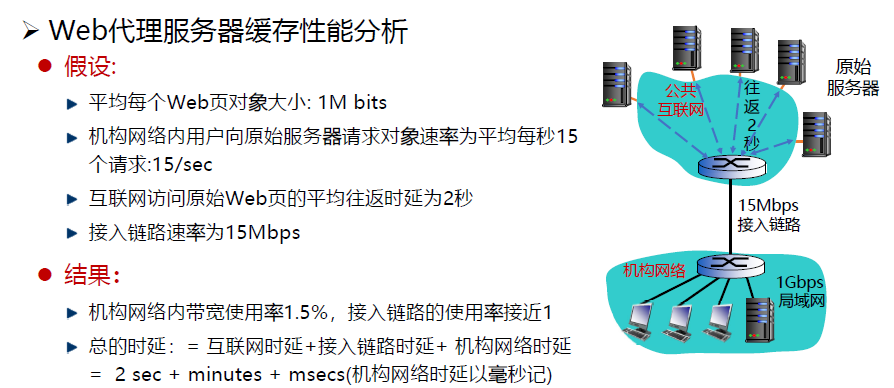 Web代理服务器缓存性能分析
假设:
平均每个Web页对象大小: 1M bits
机构网络内用户向原始服务器请求对象速率为平均每秒15
个请求:15/sec
互联网访问原始Web页的平均往返时延为2秒
接入链路速率为15Mbps
结果：
机构网络内带宽使用率1.5%，接入链路的使用率接近1
总的时延：= 互联网时延+接入链路时延+ 机构网络时延
= 2 sec + minutes + msecs(机构网络时延以毫秒记)
原始
服务器
公共
互联网
往
返
2
秒
15Mbps
接入链路
机构网络
1Gbps
局域网